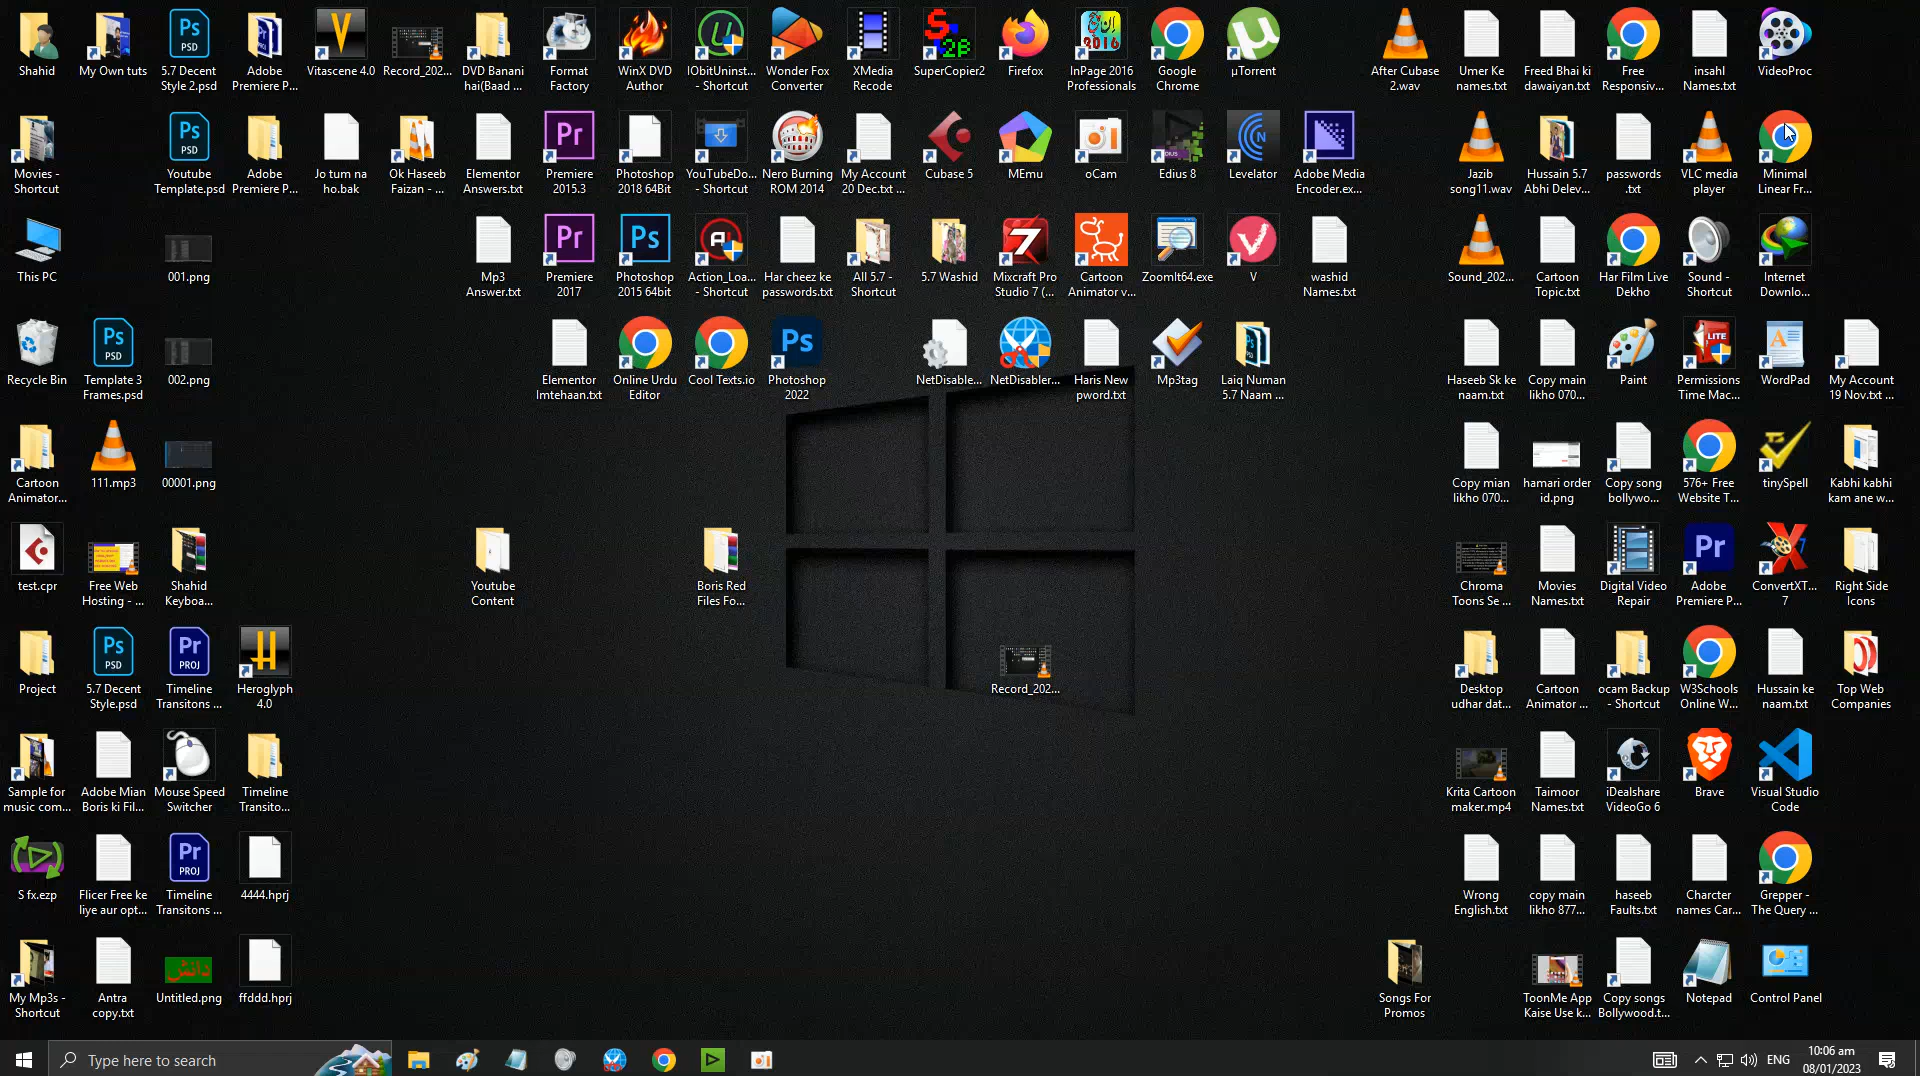 Shahid
My Own tuts
5.7 Decent
Style 2.psd
Adobe
Premiere P...
Vitascene 4.0
Record_202...
DVD Banani
hai(Baad ...
Format
Factory
WinX DVD
Author
IObitUninst...
- Shortcut
Wonder Fox
Converter
XMedia
Recode
SuperCopier2
Firefox
InPage 2016
Professionals
Google
Chrome
µTorrent
After Cubase
2.wav
Umer Ke
names.txt
Freed Bhai ki
dawaiyan.txt
Free
Responsiv...
insahl
Names.txt
VideoProc
Movies -
Shortcut
Youtube
Template.psd
Adobe
Premiere P...
Jo tum na
ho.bak
Ok Haseeb
Faizan - ...
Elementor
Answers.txt
Premiere
2015.3
Photoshop
2018 64Bit
YouTubeDo...
- Shortcut
Nero Burning
ROM 2014
My Account
20 Dec.txt ...
Cubase 5
MEmu
oCam
Edius 8
Levelator
Adobe Media
Encoder.ex...
Jazib
song11.wav
Hussain 5.7
Abhi Delev...
passwords
.txt
VLC media
player
Minimal
Linear Fr...
This PC
001.png
Mp3
Answer.txt
Premiere
2017
Photoshop
2015 64bit
Action_Loa...
- Shortcut
Har cheez ke
passwords.txt
All 5.7 -
Shortcut
5.7 Washid
Mixcraft Pro
Studio 7 (...
Cartoon
Animator v...
ZoomIt64.exe
V
washid
Names.txt
Sound_202...
Cartoon
Topic.txt
Har Film Live
Dekho
Sound -
Shortcut
Internet
Downlo...
Recycle Bin
Template 3
Frames.psd
002.png
Elementor
Imtehaan.txt
Online Urdu
Editor
Cool Texts.io
Photoshop
2022
NetDisable...
NetDisabler...
Haris New
pword.txt
Mp3tag
Laiq Numan
5.7 Naam ...
Haseeb Sk ke
naam.txt
Copy main
likho 070...
Paint
Permissions
Time Mac...
WordPad
My Account
19 Nov.txt ...
Cartoon
Animator...
111.mp3
00001.png
Copy mian
likho 070...
hamari order
id.png
Copy song
bollywo...
576+ Free
Website T...
tinySpell
Kabhi kabhi
kam ane w...
test.cpr
Free Web
Hosting - ...
Shahid
Keyboa...
Youtube
Content
Boris Red
Files Fo...
Chroma
Toons Se ...
Movies
Names.txt
Digital Video
Repair
Adobe
Premiere P...
ConvertXT...
7
Right Side
Icons
Project
5.7 Decent
Style.psd
Timeline
Transitons ...
Heroglyph
4.0
Record_202...
Desktop
udhar dat...
Cartoon
Animator ...
ocam Backup
- Shortcut
W3Schools
Online W...
Hussain ke
naam.txt
Top Web
Companies
Sample for
music com...
Adobe Mian
Boris ki Fil...
Mouse Speed
Switcher
Timeline
Transito...
Krita Cartoon
maker.mp4
Taimoor
Names.txt
iDealshare
VideoGo 6
Brave
Visual Studio
Code
S fx.ezp
Flicer Free ke
liye aur opt...
Timeline
Transitons ...
4444.hprj
Wrong
English.txt
copy main
likho 877...
haseeb
Faults.txt
Charcter
names Car...
Grepper -
The Query ...
My Mp3s -
Shortcut
Antra
copy.txt
دانش
Untitled.png
ffddd.hprj
Songs For
Promos
ToonMe App
Kaise Use k...
Copy songs
Bollywood.t...
Notepad
Control Panel
Type here to search
ENG
10:06 am
08/01/2023